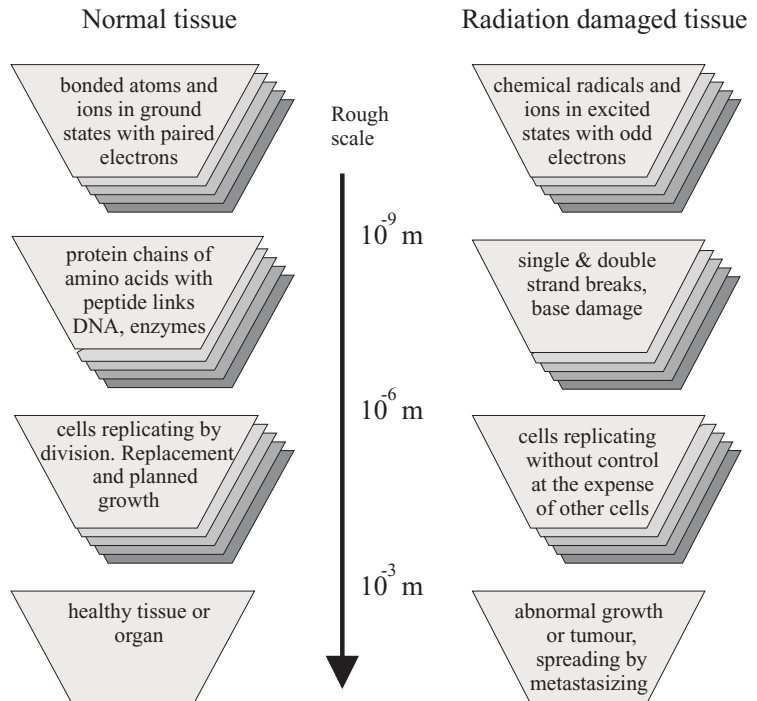 Normal tissue
bonded atoms and
ions in ground
states with paired
electrons
protein chains of
amino acids with
peptide links
DNA, enzymes
cells replicating by
division. Replacement
and planned
growth
healthy tissue or
organ
Rough
scale
10⁻⁹ m
10⁻⁶ m
10⁻³ m
Radiation damaged tissue
chemical radicals and
ions in excited
states with odd
electrons
single & double
strand breaks,
base damage
cells replicating
without control
at the expense
of other cells
abnormal growth
or tumour,
spreading by
metastasizing